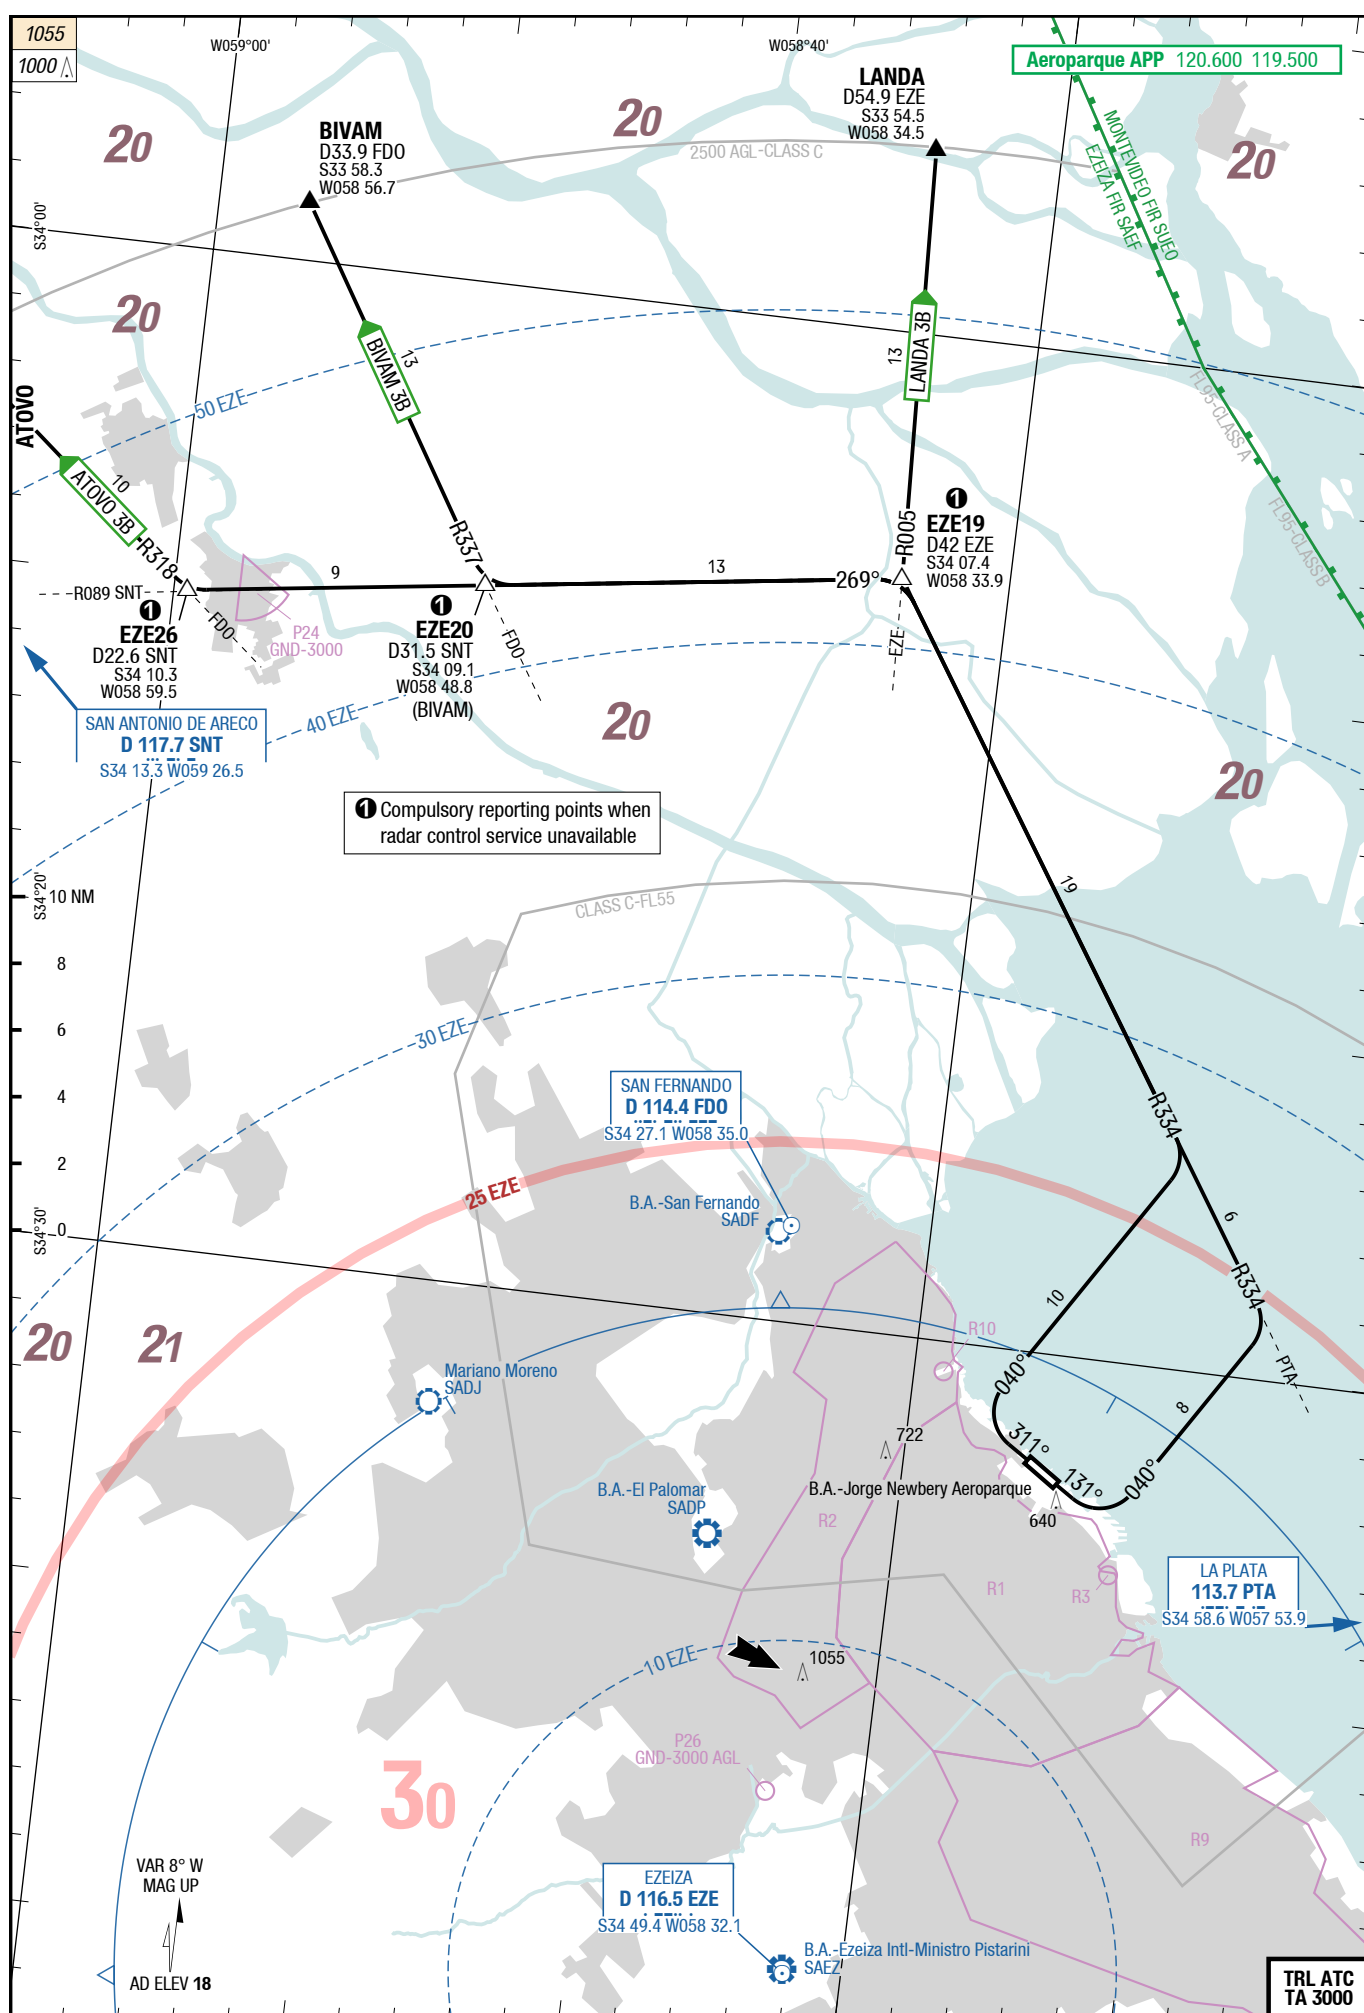 1055
1000
W059°00'
W058°40'
Aeroparque APP 120.600 119.500
LANDA
D54.9 EZE
S33 54.5
W058 34.5
BIVAM
D33.9 FDO
S33 58.3
W058 56.7
20
20
20
2500 AGL-CLASS C
MONTEVIDEO FIR SUEO
EZEIZA FIR SAEF
S34°00'
20
BIVAM 3B
13
LANDA 3B
13
50 EZE
FL95-CLASS A
FL95-CLASS B
ATOVO
ATOVO 3B
10
R318
R337
R005
1
EZE19
D42 EZE
S34 07.4
W058 33.9
R089 SNT
9
13
269°
1
EZE26
D22.6 SNT
S34 10.3
W058 59.5
FDO
P24
GND-3000
1
EZE20
D31.5 SNT
S34 09.1
W058 48.8
(BIVAM)
FDO
EZE
SAN ANTONIO DE ARECO
D 117.7 SNT
S34 13.3 W059 26.5
40 EZE
20
20
1 Compulsory reporting points when
radar control service unavailable
S34°20'
10 NM
8
6
4
2
0
CLASS C-FL55
19
30 EZE
SAN FERNANDO
D 114.4 FDO
S34 27.1 W058 35.0
R334
25 EZE
B.A.-San Fernando
SADF
S34°30'
6
R334
10
20
21
R10
PTA
Mariano Moreno
SADJ
040°
8
722
311°
131°
040°
B.A.-El Palomar
SADP
B.A.-Jorge Newbery Aeroparque
640
R2
R1
R3
LA PLATA
113.7 PTA
S34 58.6 W057 53.9
10 EZE
1055
P26
GND-3000 AGL
30
R9
VAR 8° W
MAG UP
AD ELEV 18
EZEIZA
D 116.5 EZE
S34 49.4 W058 32.1
B.A.-Ezeiza Intl-Ministro Pistarini
SAEZ
TRL ATC
TA 3000